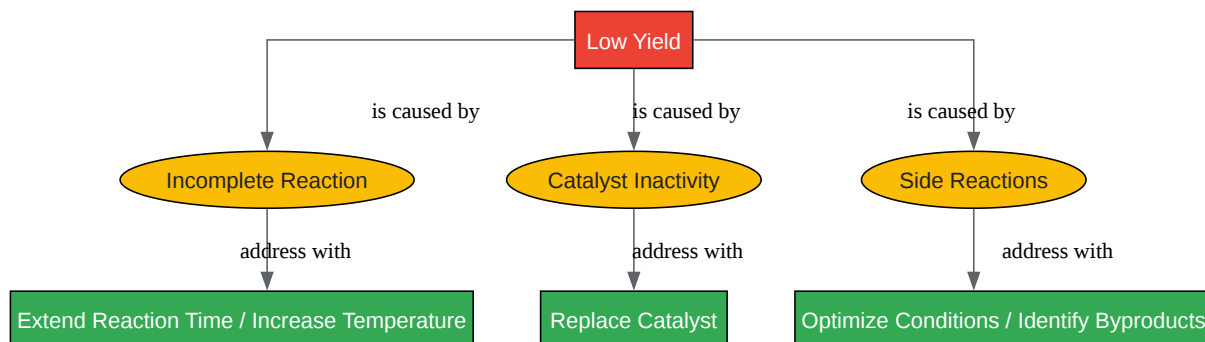 Low Yield
is caused by
is caused by
is caused by
Incomplete Reaction
Catalyst Inactivity
Side Reactions
address with
address with
address with
Extend Reaction Time / Increase Temperature
Replace Catalyst
Optimize Conditions / Identify Byproducts